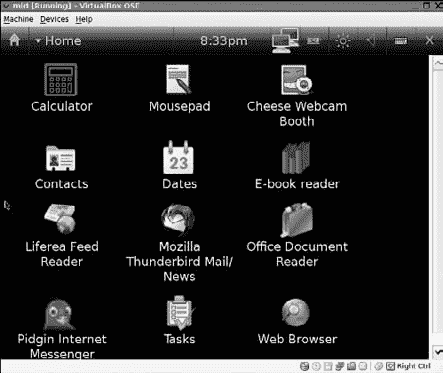 mid [Running] - VirtualBox OSE
Machine Devices Help
Home 8:33pm X
Calculator Mousepad Cheese Webcam
Booth
23
Contacts Dates E-book reader
Liferea Feed Mozilla Office Document
Reader Thunderbird Mail/ Reader
News
Pidgin Internet Tasks Web Browser
Messenger
Right Ctrl